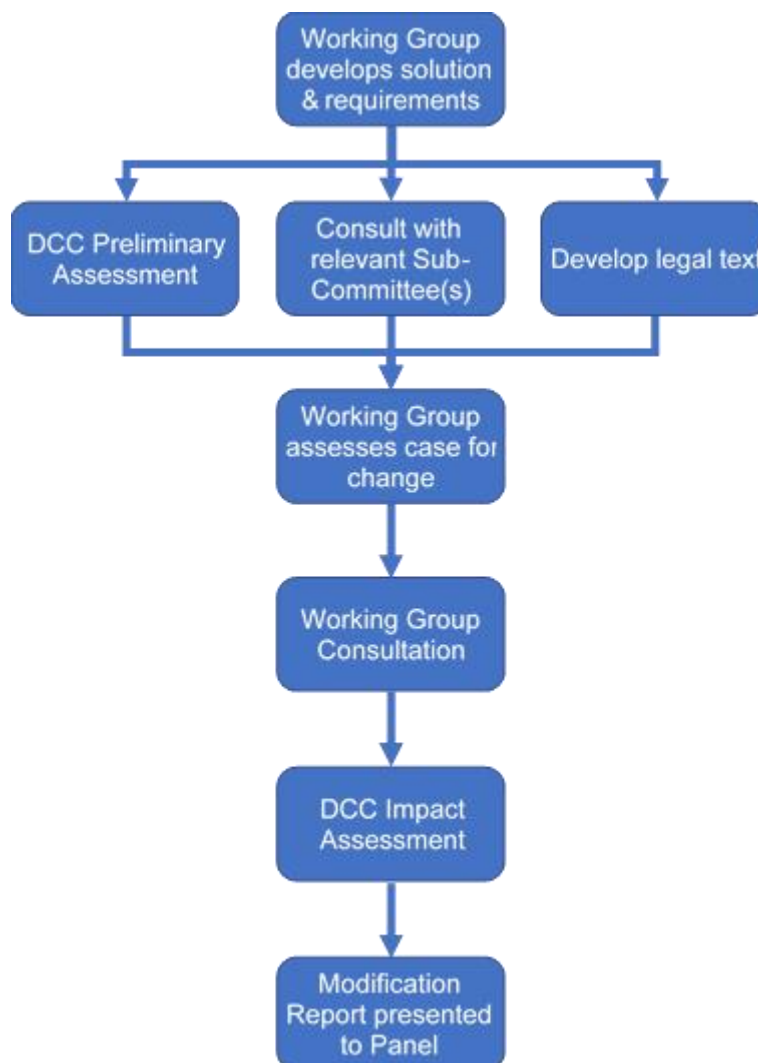 Working Group
develops solution
& requirements
DCC Preliminary
Assessment
Consult with
relevant Sub-
Committee(s)
Develop legal text
Working Group
assesses case for
change
Working Group
Consultation
DCC Impact
Assessment
Modification
Report presented
to Panel